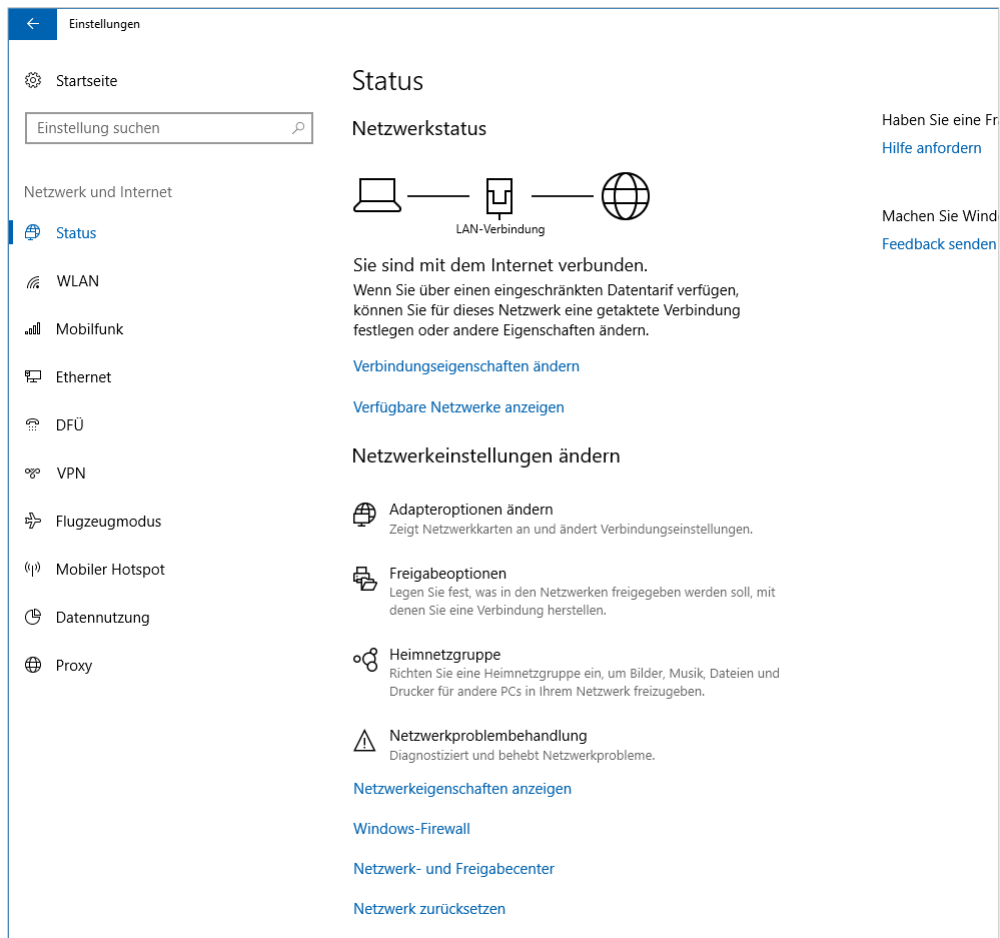 Einstellungen
Startseite
Einstellung suchen
Netzwerk und Internet
Status
WLAN
Mobilfunk
Ethernet
DFÜ
VPN
Flugzeugmodus
Mobiler Hotspot
Datennutzung
Proxy
Status
Netzwerkstatus
LAN-Verbindung
Sie sind mit dem Internet verbunden.
Wenn Sie über einen eingeschränkten Datentarif verfügen,
können Sie für dieses Netzwerk eine getaktete Verbindung
festlegen oder andere Eigenschaften ändern.
Verbindungseigenschaften ändern
Verfügbare Netzwerke anzeigen
Netzwerkeinstellungen ändern
Adapteroptionen ändern
Zeigt Netzwerkkarten an und ändert Verbindungseinstellungen.
Freigabeoptionen
Legen Sie fest, was in den Netzwerken freigegeben werden soll, mit
denen Sie eine Verbindung herstellen.
Heimnetzgruppe
Richten Sie eine Heimnetzgruppe ein, um Bilder, Musik, Dateien und
Drucker für andere PCs in Ihrem Netzwerk freizugeben.
Netzwerkproblembehandlung
Diagnostiziert und behebt Netzwerkprobleme.
Netzwerkeigenschaften anzeigen
Windows-Firewall
Netzwerk- und Freigabecenter
Netzwerk zurücksetzen
Haben Sie eine Fr
Hilfe anfordern
Machen Sie Wind
Feedback senden